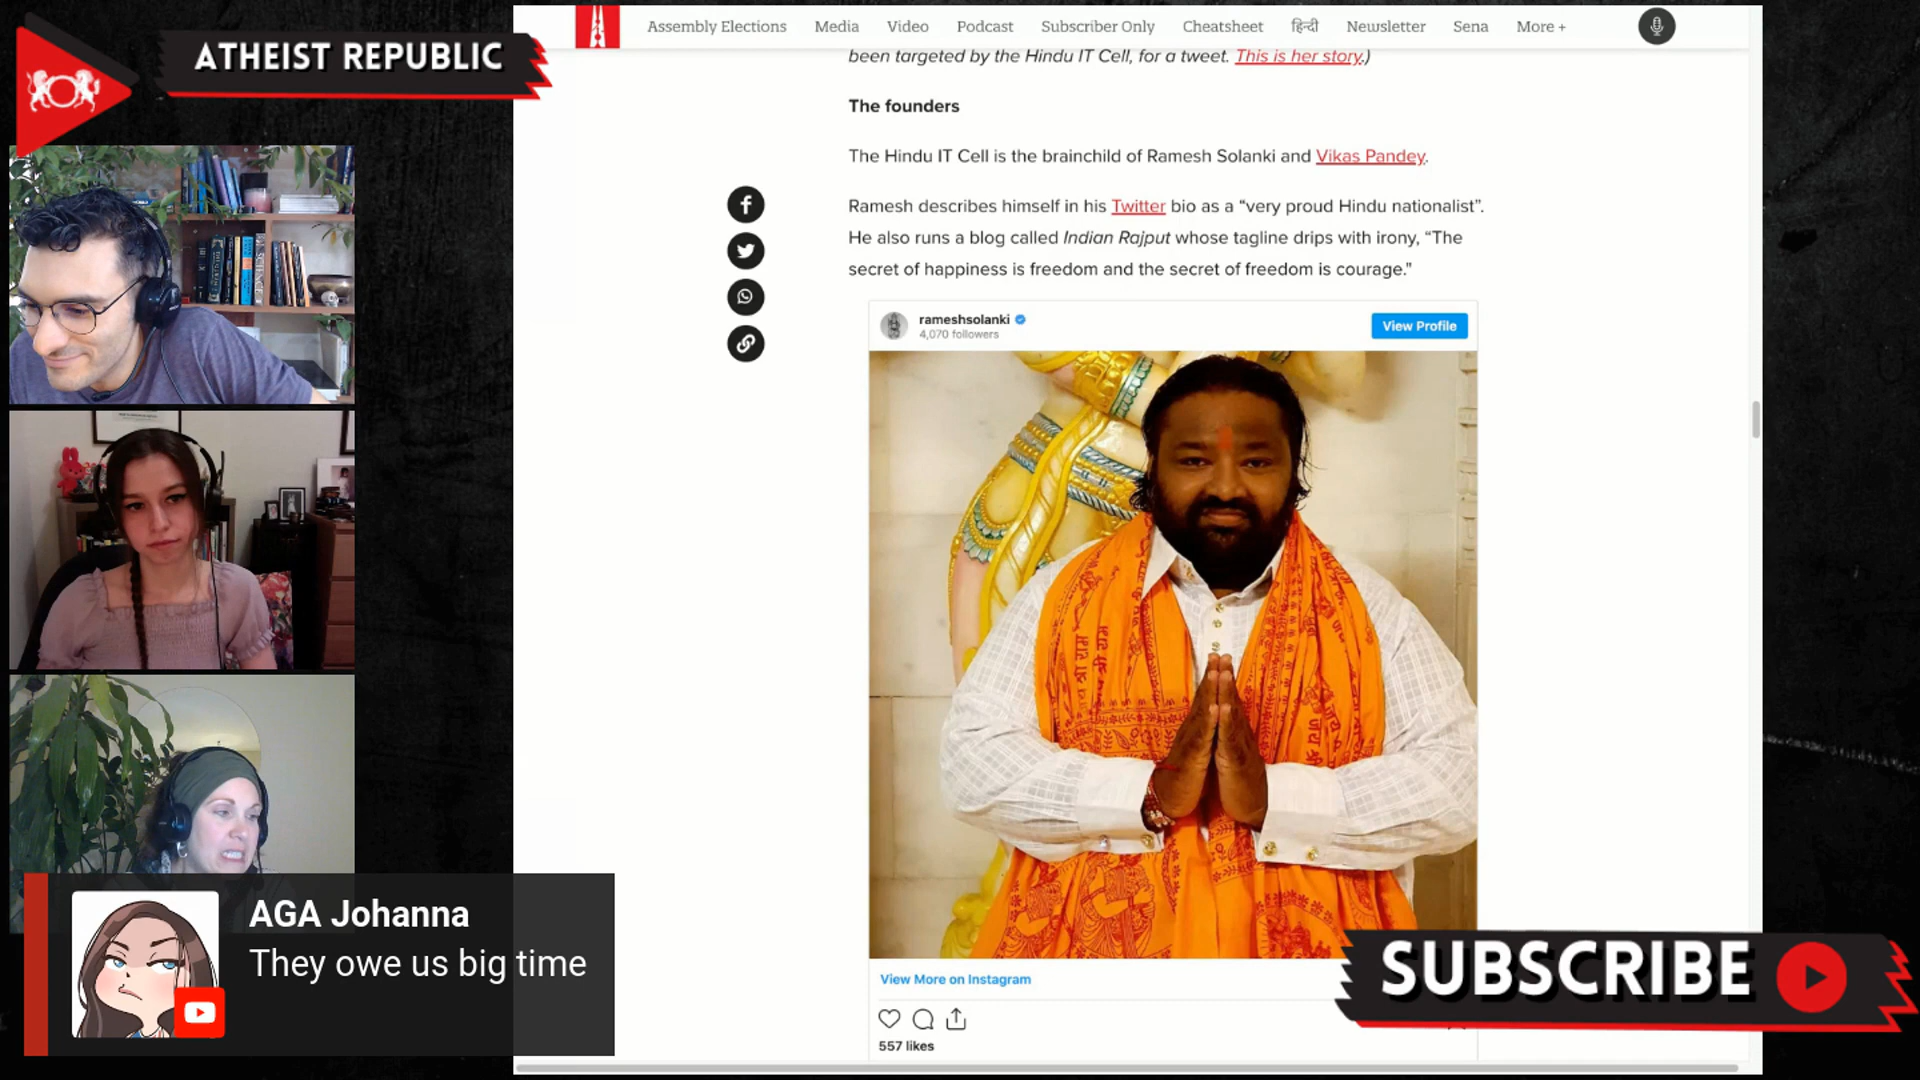 ATHEIST REPUBLIC
Assembly Elections Media Video Podcast Subscriber Only Cheatsheet हिन्दी Newsletter Sena More +
been targeted by the Hindu IT Cell, for a tweet. This is her story.)
The founders
The Hindu IT Cell is the brainchild of Ramesh Solanki and Vikas Pandey.
Ramesh describes himself in his Twitter bio as a “very proud Hindu nationalist”.
He also runs a blog called Indian Rajput whose tagline drips with irony, “The
secret of happiness is freedom and the secret of freedom is courage."
rameshsolanki
4,070 followers
View Profile
View More on Instagram
557 likes
AGA Johanna
They owe us big time
SUBSCRIBE